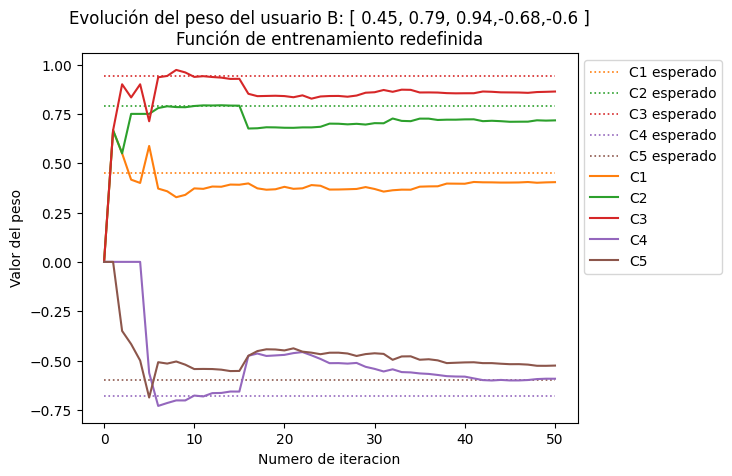 Evolución del peso del usuario B: [ 0.45, 0.79, 0.94,-0.68,-0.6 ]
Función de entrenamiento redefinida
1.00
0.75
0.50
0.25
0.00
−0.25
−0.50
−0.75
Valor del peso
0
10
20
30
40
50
Numero de iteracion
C1 esperado
C2 esperado
C3 esperado
C4 esperado
C5 esperado
C1
C2
C3
C4
C5